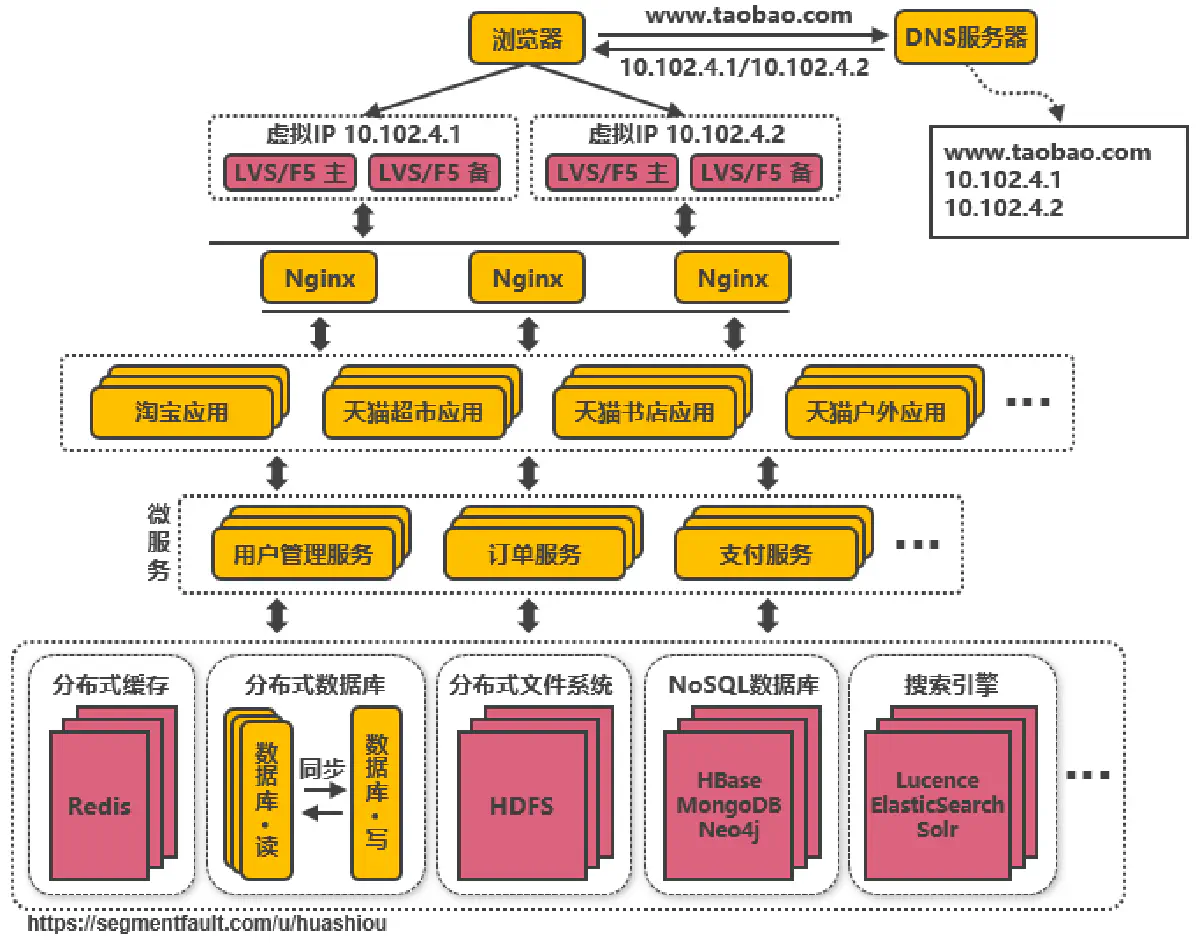 浏览器
www.taobao.com
10.102.4.1/10.102.4.2
DNS服务器
www.taobao.com
10.102.4.1
10.102.4.2
虚拟IP 10.102.4.1
LVS/F5 主
LVS/F5 备
虚拟IP 10.102.4.2
LVS/F5 主
LVS/F5 备
Nginx
Nginx
Nginx
淘宝应用
天猫超市应用
天猫书店应用
天猫户外应用
...
微服务
用户管理服务
订单服务
支付服务
...
分布式缓存
Redis
分布式数据库
数据库·读
同步
数据库·写
分布式文件系统
HDFS
NoSQL数据库
HBase
MongoDB
Neo4j
搜索引擎
Lucence
ElasticSearch
Solr
...
https://segmentfault.com/u/huashiou